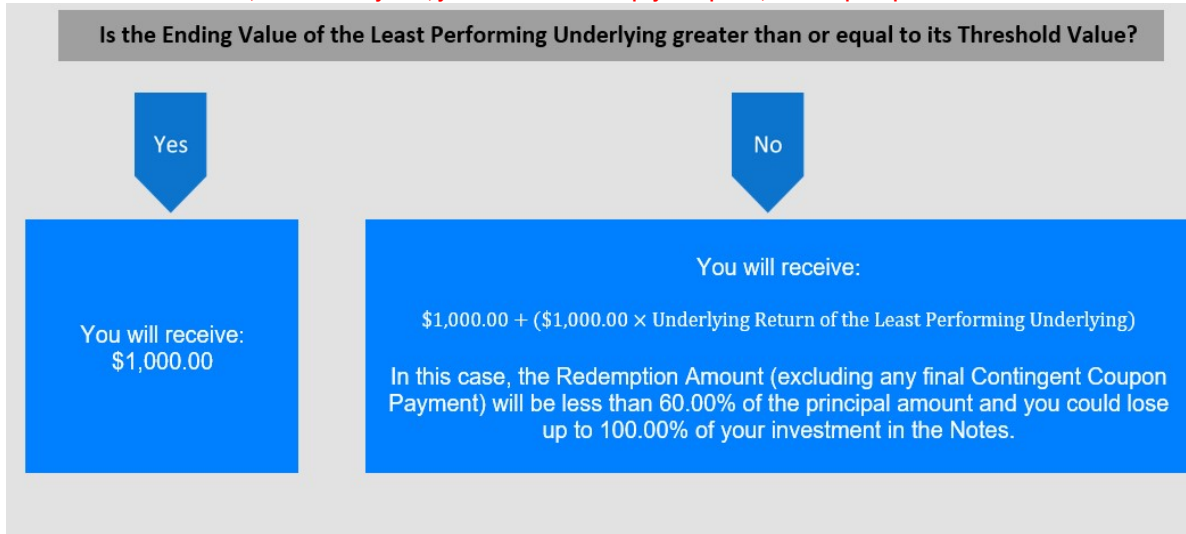 Is the Ending Value of the Least Performing Underlying greater than or equal to its Threshold Value?
Yes
No
You will receive:
$1,000.00
You will receive:
$1,000.00 + ($1,000.00 × Underlying Return of the Least Performing Underlying)
In this case, the Redemption Amount (excluding any final Contingent Coupon
Payment) will be less than 60.00% of the principal amount and you could lose
up to 100.00% of your investment in the Notes.